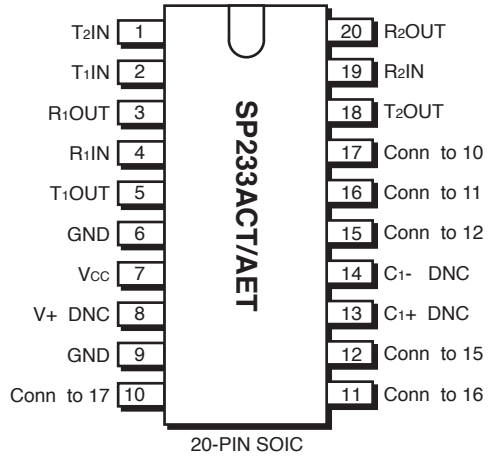 T2IN 1
T1IN 2
R1OUT 3
R1IN 4
T1OUT 5
GND 6
VCC 7
V+ DNC 8
GND 9
Conn to 17 10
SP233ACT/AET
20 R2OUT
19 R2IN
18 T2OUT
17 Conn to 10
16 Conn to 11
15 Conn to 12
14 C1- DNC
13 C1+ DNC
12 Conn to 15
11 Conn to 16
20-PIN SOIC